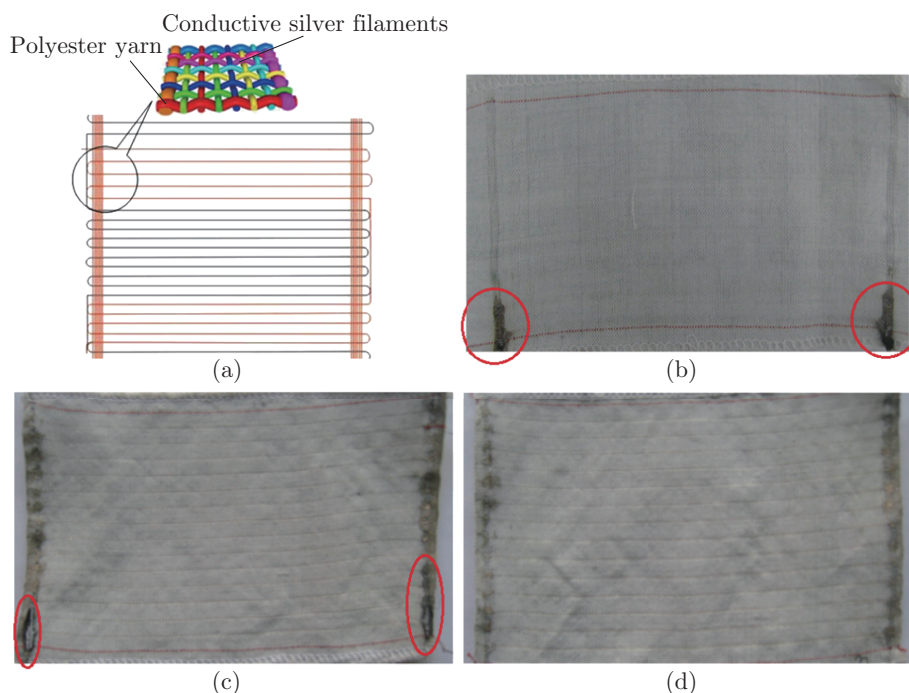 Conductive silver filaments
Polyester yarn
(a)
(b)
(c)
(d)